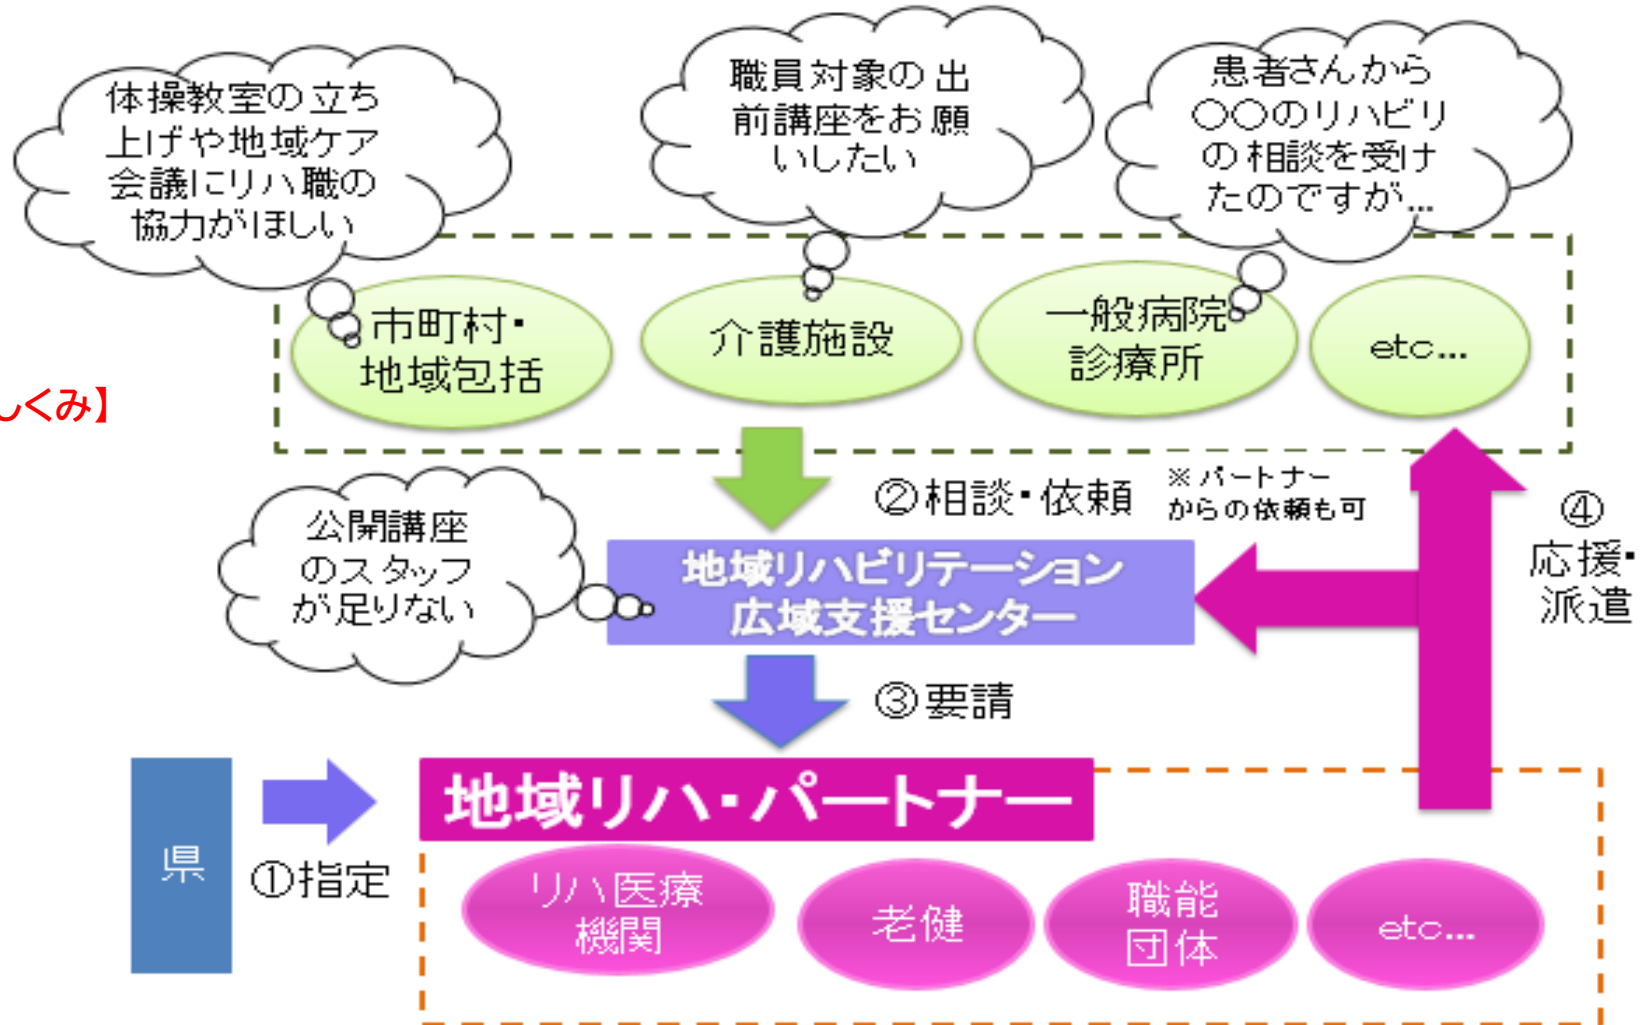 体操教室の立ち
上げや地域ケア
会議にリハ職の
協力がほしい
職員対象の出
前講座をお願
いしたい
患者さんから
〇〇のリハビリ
の相談を受け
たのですが...
市町村・
地域包括
介護施設
一般病院
診療所
etc...
しくみ】
②相談・依頼
※パートナー
からの依頼も可
④
応援・
派遣
公開講座
のスタッフ
が足りない
地域リハビリテーション
広域支援センター
③要請
県
①指定
地域リハ・パートナー
リハ医療
機関
老健
職能
団体
etc...